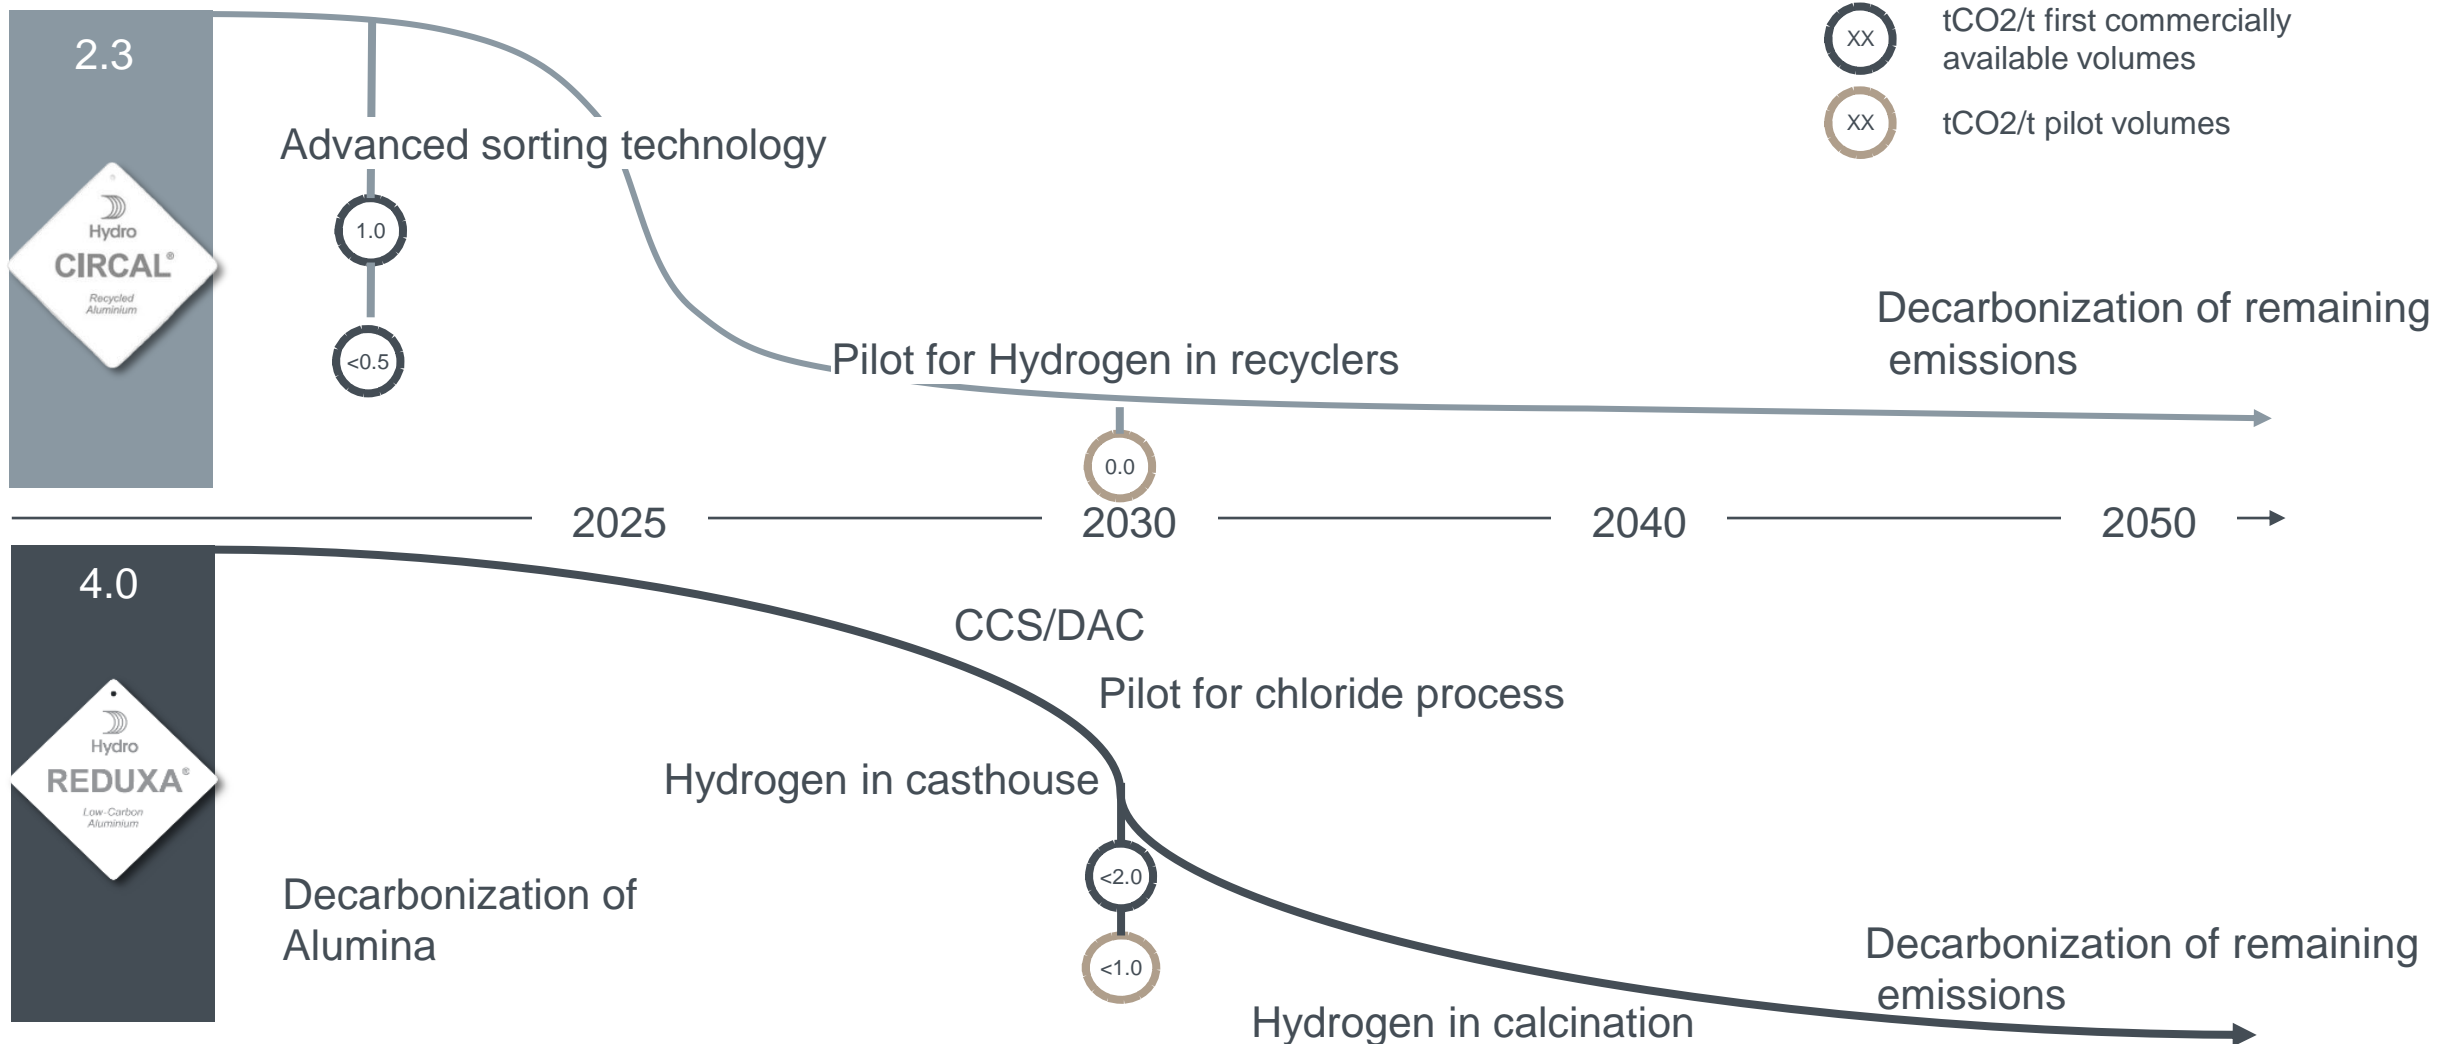 2.3
Hydro
CIRCAL®
Recycled
Aluminium
Advanced sorting technology
1.0
<0.5
XX
tCO2/t first commercially
available volumes
XX
tCO2/t pilot volumes
Pilot for Hydrogen in recyclers
0.0
Decarbonization of remaining
emissions
2025
2030
2040
2050
4.0
Hydro
REDUXA®
Low-Carbon
Aluminium
CCS/DAC
Pilot for chloride process
Hydrogen in casthouse
<2.0
<1.0
Decarbonization of
Alumina
Decarbonization of remaining
emissions
Hydrogen in calcination